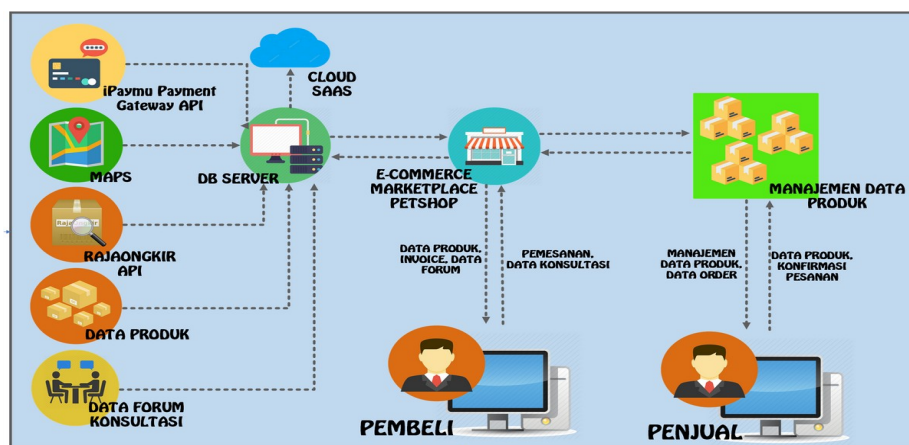 iPaymu Payment
Gateway API
CLOUD
SAAS
MAPS
DB SERVER
E-COMMERCE
MARKETPLACE
PETSHOP
MANAJEMEN DATA
PRODUK
RAJAONGKIR
API
DATA PRODUK,
INVOICE, DATA
FORUM
PEMESANAN,
DATA KONSULTASI
MANAJEMEN
DATA PRODUK,
DATA ORDER
DATA PRODUK,
KONFIRMASI
PESANAN
DATA PRODUK
DATA FORUM
KONSULTASI
PEMBELI
PENJUAL